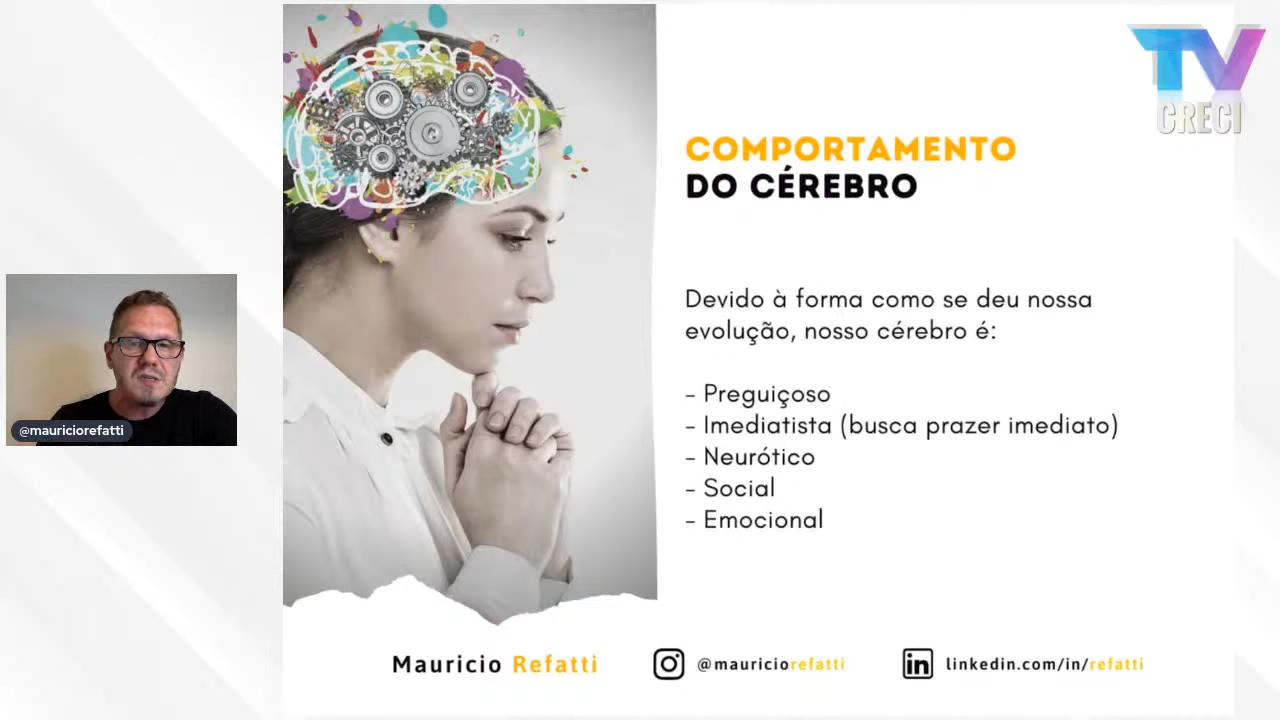 TV
CRECI
COMPORTAMENTO
DO CÉREBRO
Devido à forma como se deu nossa
evolução, nosso cérebro é:
- Preguiçoso
- Imediatista (busca prazer imediato)
- Neurótico
- Social
- Emocional
@mauriciorefatti
Mauricio Refatti
@mauriciorefatti
in
linkedin.com/in/refatti